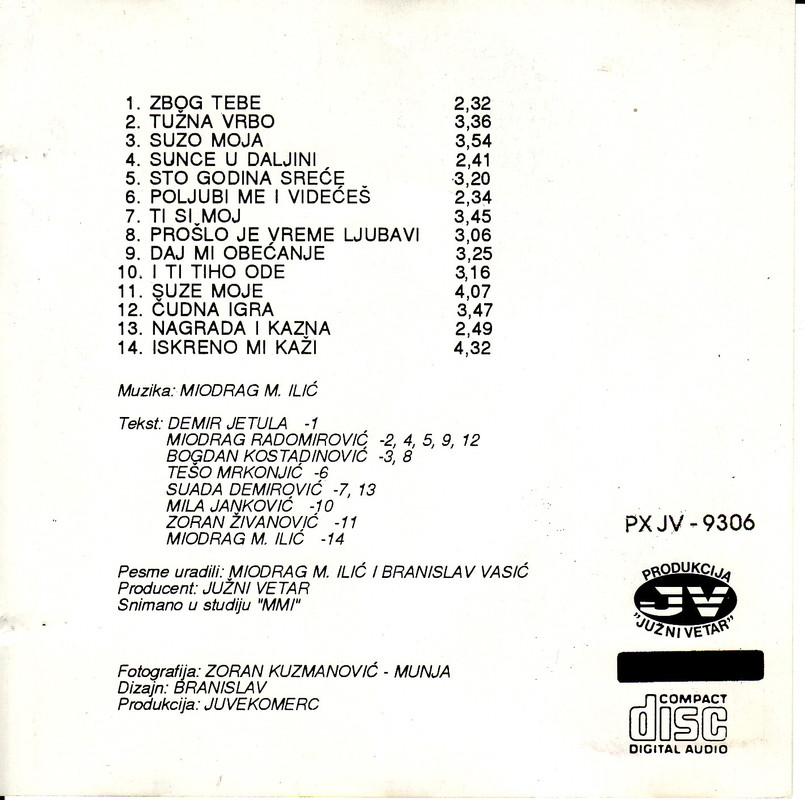 1. ZBOG TEBE 2,32
2. TUŽNA VRBO 3,36
3. SUZO MOJA 3,54
4. SUNCE U DALJINI 2,41
5. STO GODINA SREĆE 3,20
6. POLJUBI ME I VIDEĆEŠ 2,34
7. TI SI MOJ 3,45
8. PROŠLO JE VREME LJUBAVI 3,06
9. DAJ MI OBEĆANJE 3,25
10. I TI TIHO ODE 3,16
11. SUZE MOJE 4,07
12. ČUDNA IGRA 3,47
13. NAGRADA I KAZNA 2,49
14. ISKRENO MI KAŽI 4,32
Muzika: MIODRAG M. ILIĆ
Tekst: DEMIR JETULA -1
MIODRAG RADOMIROVIĆ -2, 4, 5, 9, 12
BOGDAN KOSTADINOVIĆ -3, 8
TEŠO MRKONJIĆ -6
SUADA DEMIROVIĆ -7, 13
MILA JANKOVIĆ -10
ZORAN ŽIVANOVIĆ -11
MIODRAG M. ILIĆ -14
Pesme uradili: MIODRAG M. ILIĆ I BRANISLAV VASIĆ
Producent: JUŽNI VETAR
Snimano u studiju "MMI"
Fotografija: ZORAN KUZMANOVIĆ - MUNJA
Dizajn: BRANISLAV
Produkcija: JUVEKOMERC
PX JV - 9306
PRODUKCIJA
JV
"JUŽNI VETAR"
COMPACT
disc
DIGITAL AUDIO